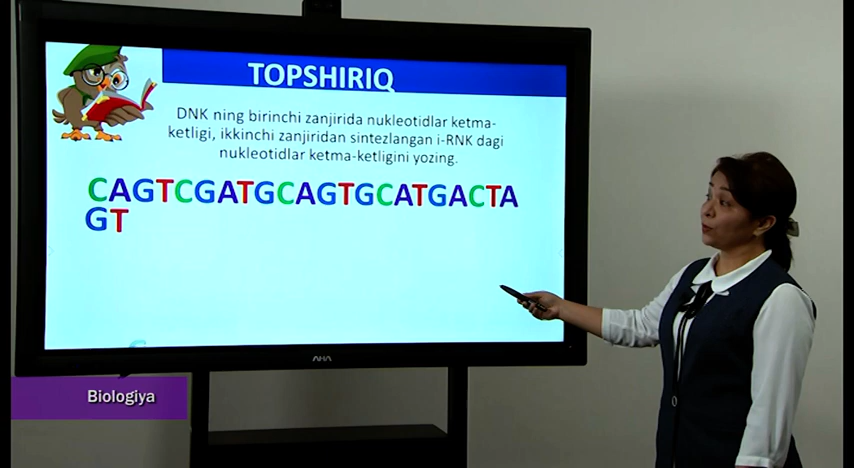 TOPSHIRIQ
DNK ning birinchi zanjirida nukleotidlar ketma-
ketligi, ikkinchi zanjiridan sintezlangan i-RNK dagi
nukleotidlar ketma-ketligini yozing.
CAGTCGATGCAGTGCATGACTA
GT
AHA
Biologiya